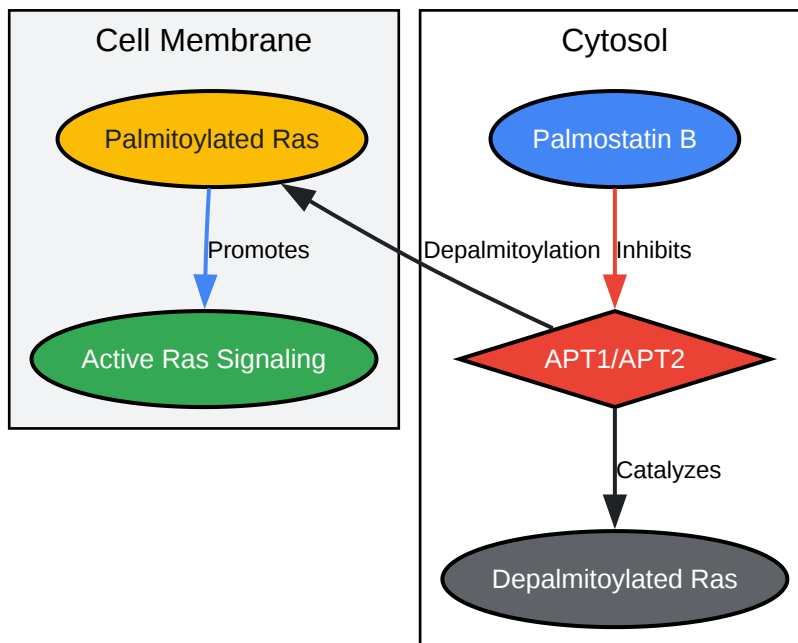 Cell Membrane
Cytosol
Palmitoylated Ras
Palmostatin B
Promotes
Depalmitoylation
Inhibits
Active Ras Signaling
APT1/APT2
Catalyzes
Depalmitoylated Ras